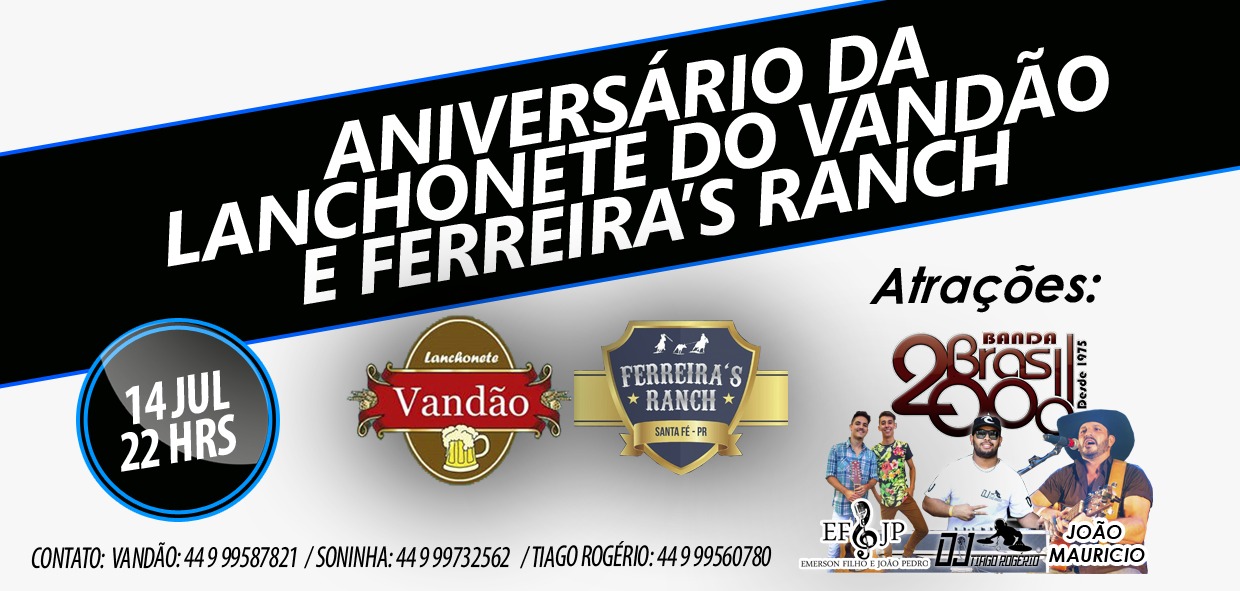 ANIVERSÁRIO DA
LANCHONETE DO VANDÃO
E FERREIRA'S RANCH
14 JUL
22 HRS
Lanchonete
Vandão
FERREIRA'S
RANCH
SANTA FÉ - PR
Atrações:
BANDA
Brasil
2000
Desde 1975
EF JP
EMERSON FILHO E JOÃO PEDRO
DJ
TIAGO ROGÉRIO
JOÃO
MAURICIO
CONTATO: VANDÃO: 44 9 99587821 / SONINHA: 44 9 99732562 / TIAGO ROGÉRIO: 44 9 99560780